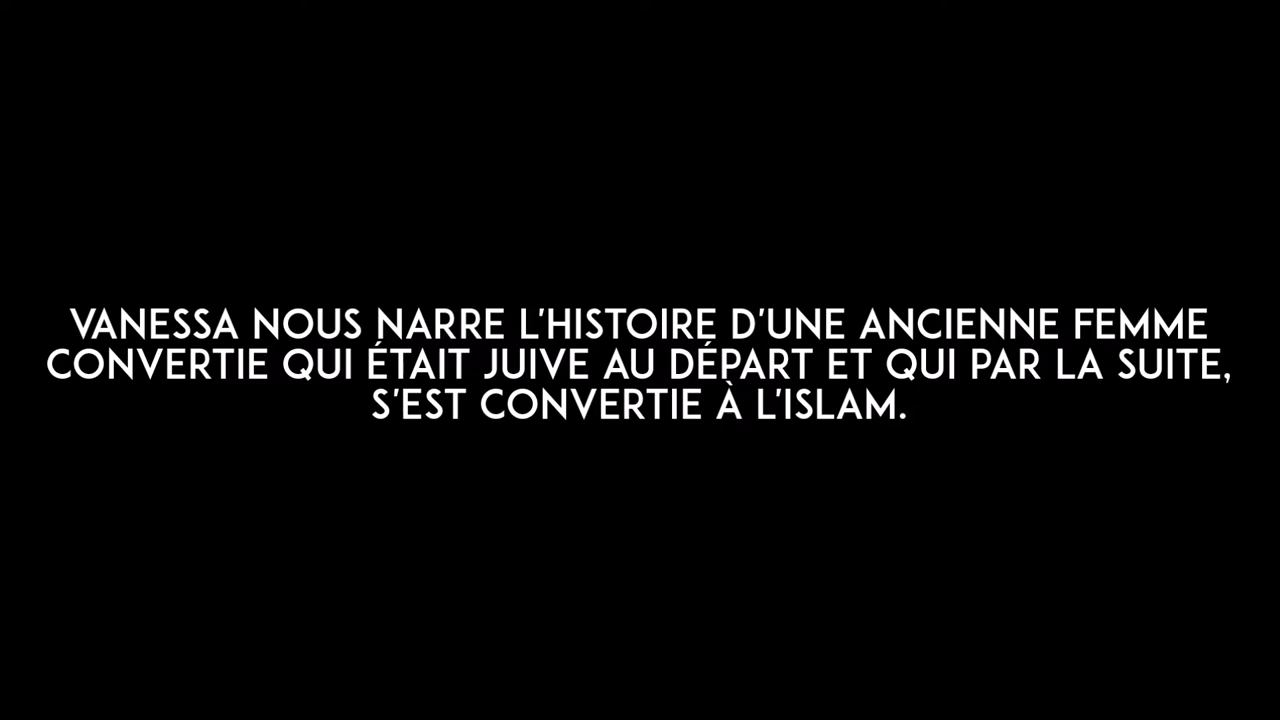 VANESSA NOUS NARRE L'HISTOIRE D'UNE ANCIENNE FEMME
CONVERTIE QUI ÉTAIT JUIVE AU DÉPART ET QUI PAR LA SUITE,
S'EST CONVERTIE À L'ISLAM.